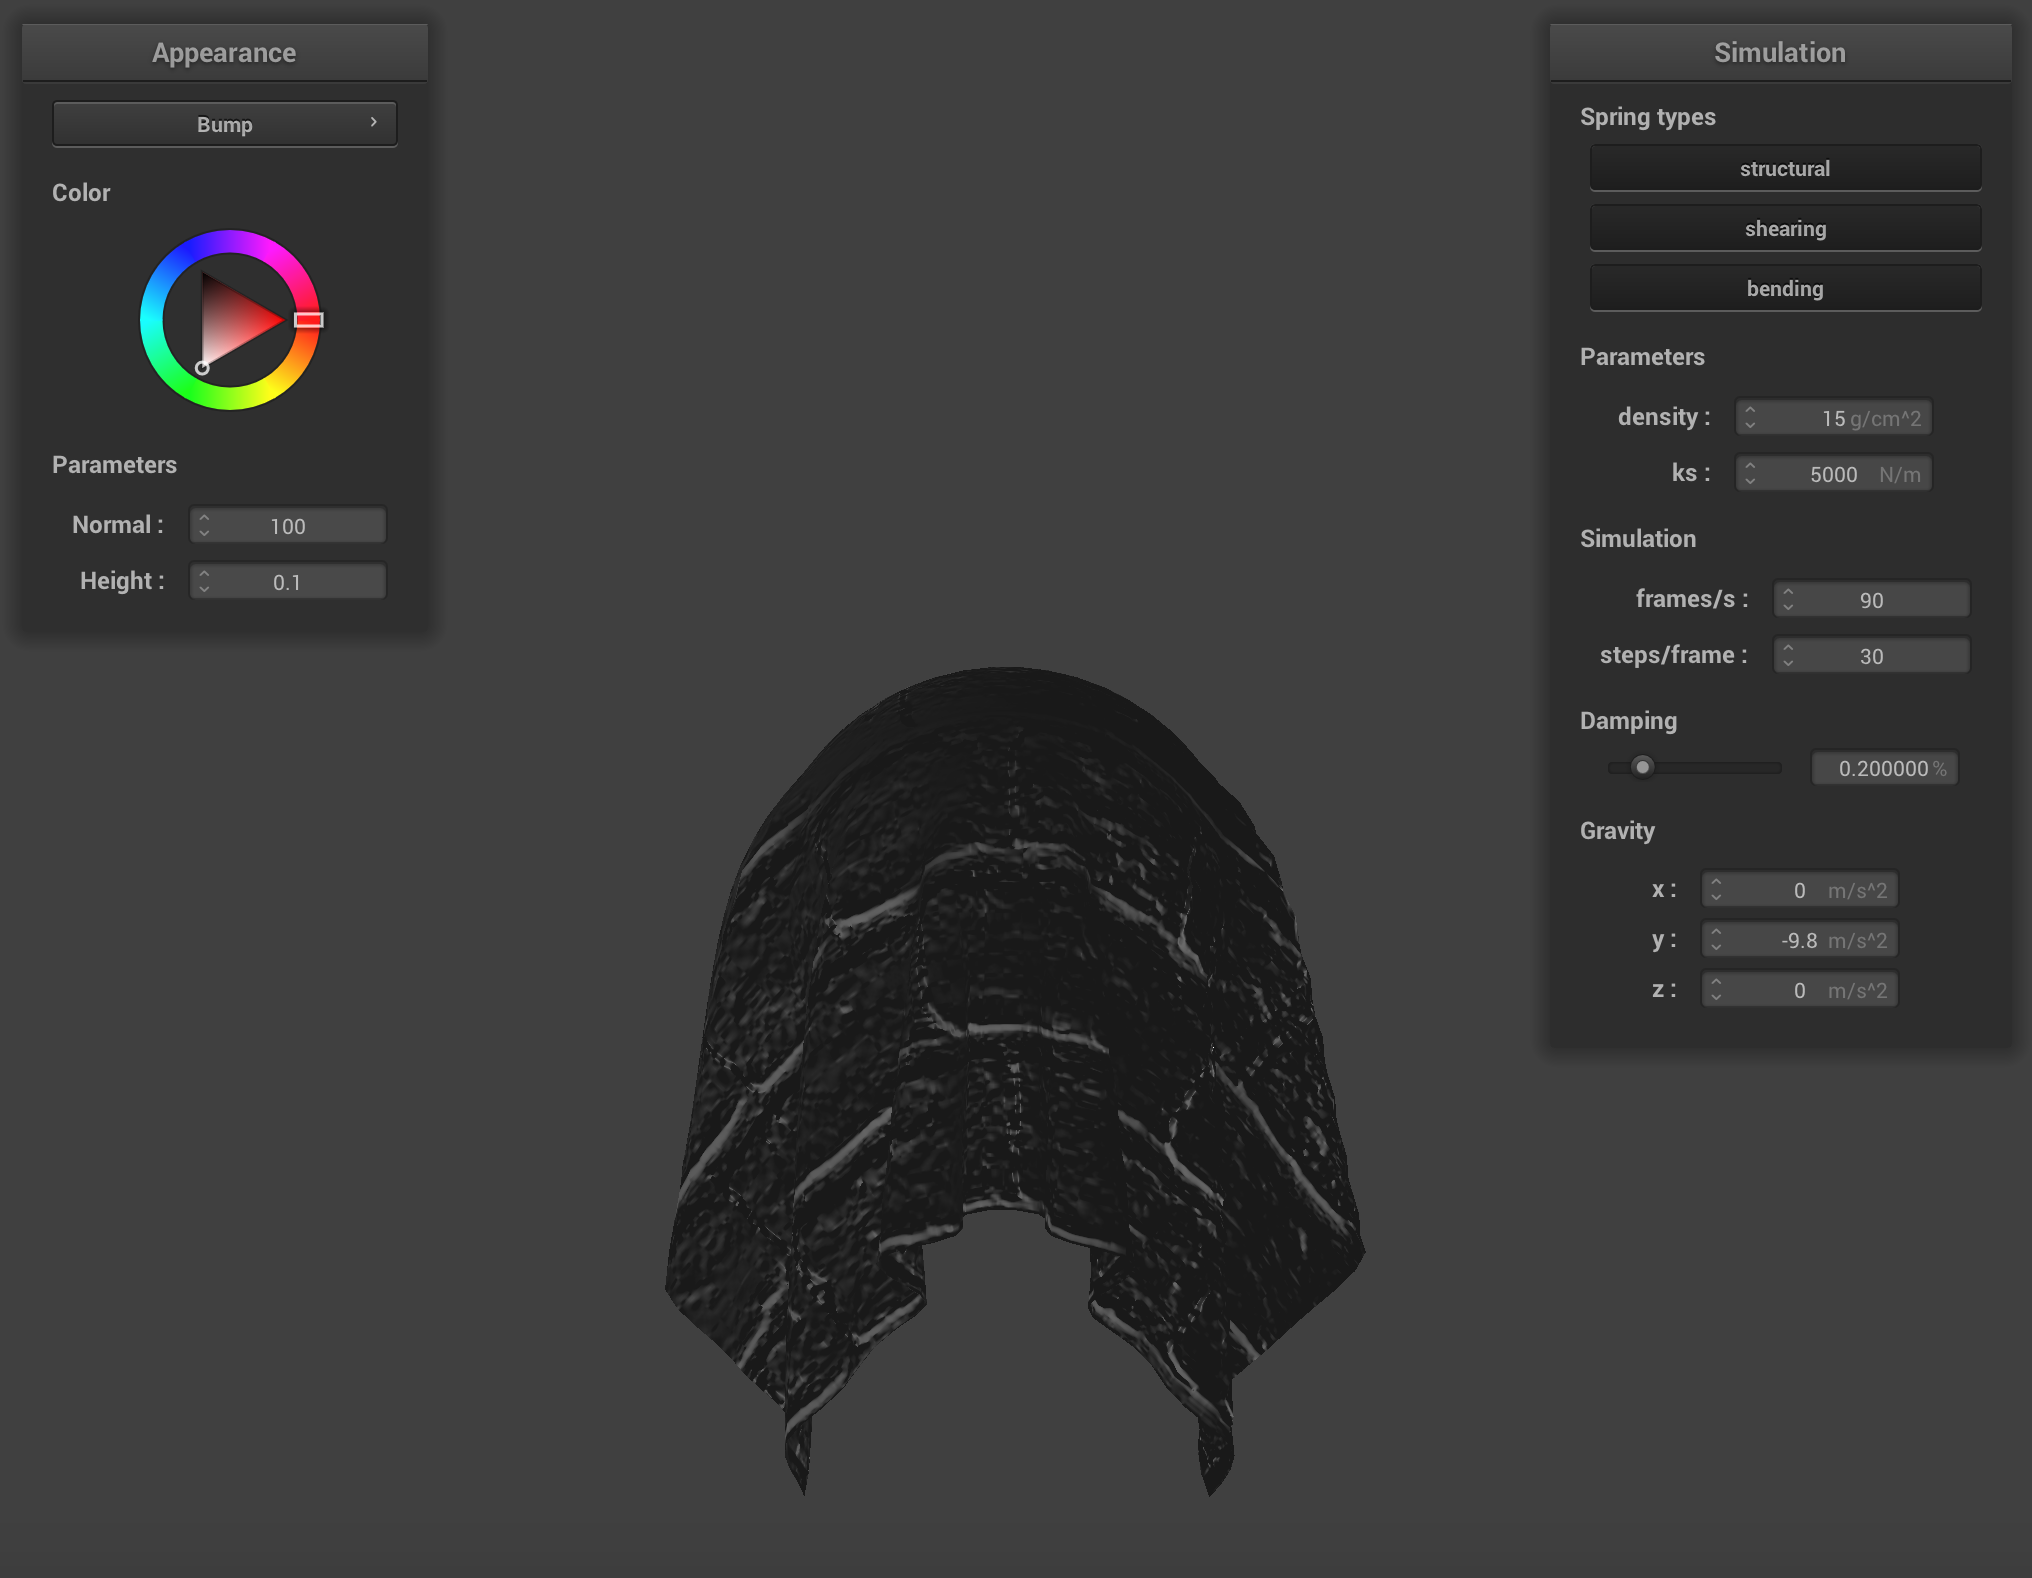 Appearance
Bump
Color
Parameters
Normal : 100
Height : 0.1
Simulation
Spring types
structural
shearing
bending
Parameters
density : 15 g/cm^2
ks : 5000 N/m
Simulation
frames/s : 90
steps/frame : 30
Damping
0.200000 %
Gravity
x : 0 m/s^2
y : -9.8 m/s^2
z : 0 m/s^2